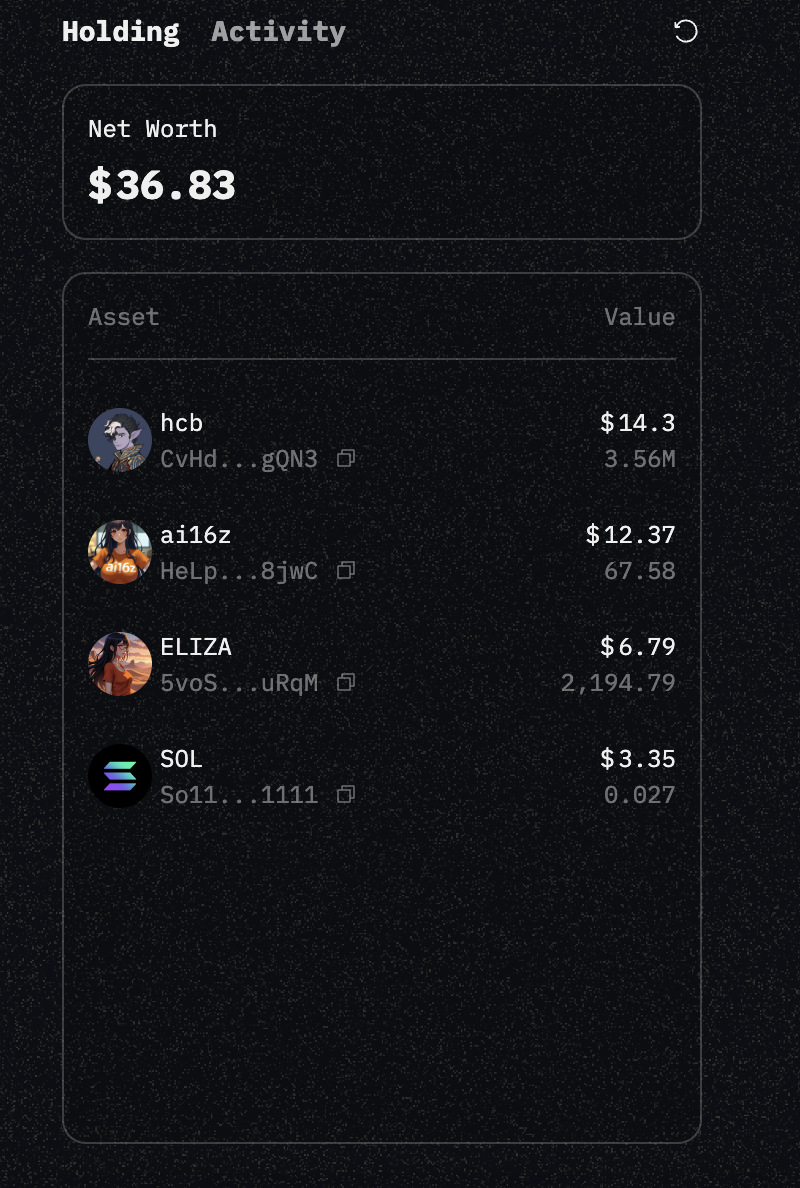 Holding Activity
Net Worth
$36.83
Asset Value
hcb $14.3
CvHd...gQN3 3.56M
ai16z $12.37
HeLp...8jwC 67.58
ai16z
ELIZA $6.79
5voS...uRqM 2,194.79
SOL $3.35
So11...1111 0.027